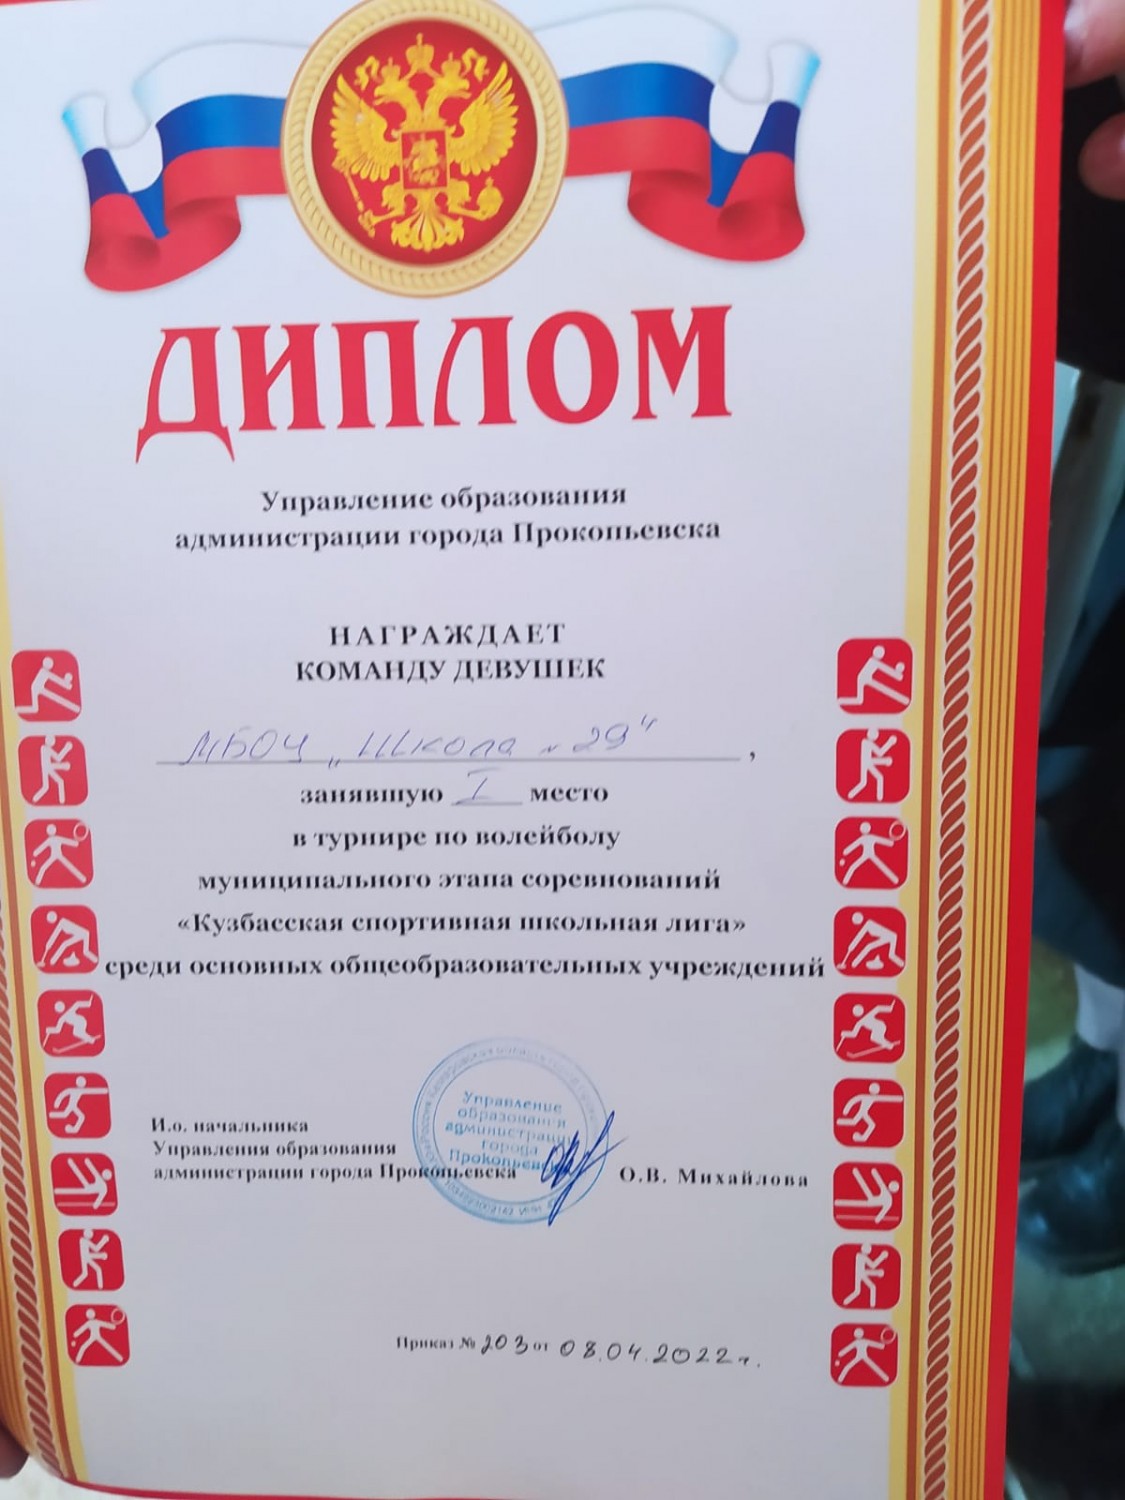 ДИПЛОМ
Управление образования
администрации города Прокопьевска
НАГРАЖДАЕТ
КОМАНДУ ДЕВУШЕК
МБОУ „Школа № 29“,
занявшую I место
в турнире по волейболу
муниципального этапа соревнований
«Кузбасская спортивная школьная лига»
среди основных общеобразовательных учреждений
И.о. начальника
Управления образования
администрации города Прокопьевска
О.В. Михайлова
Управление
образования
администрации
города
Прокопьевска
Приказ № 203 от 08.04.2022 г.